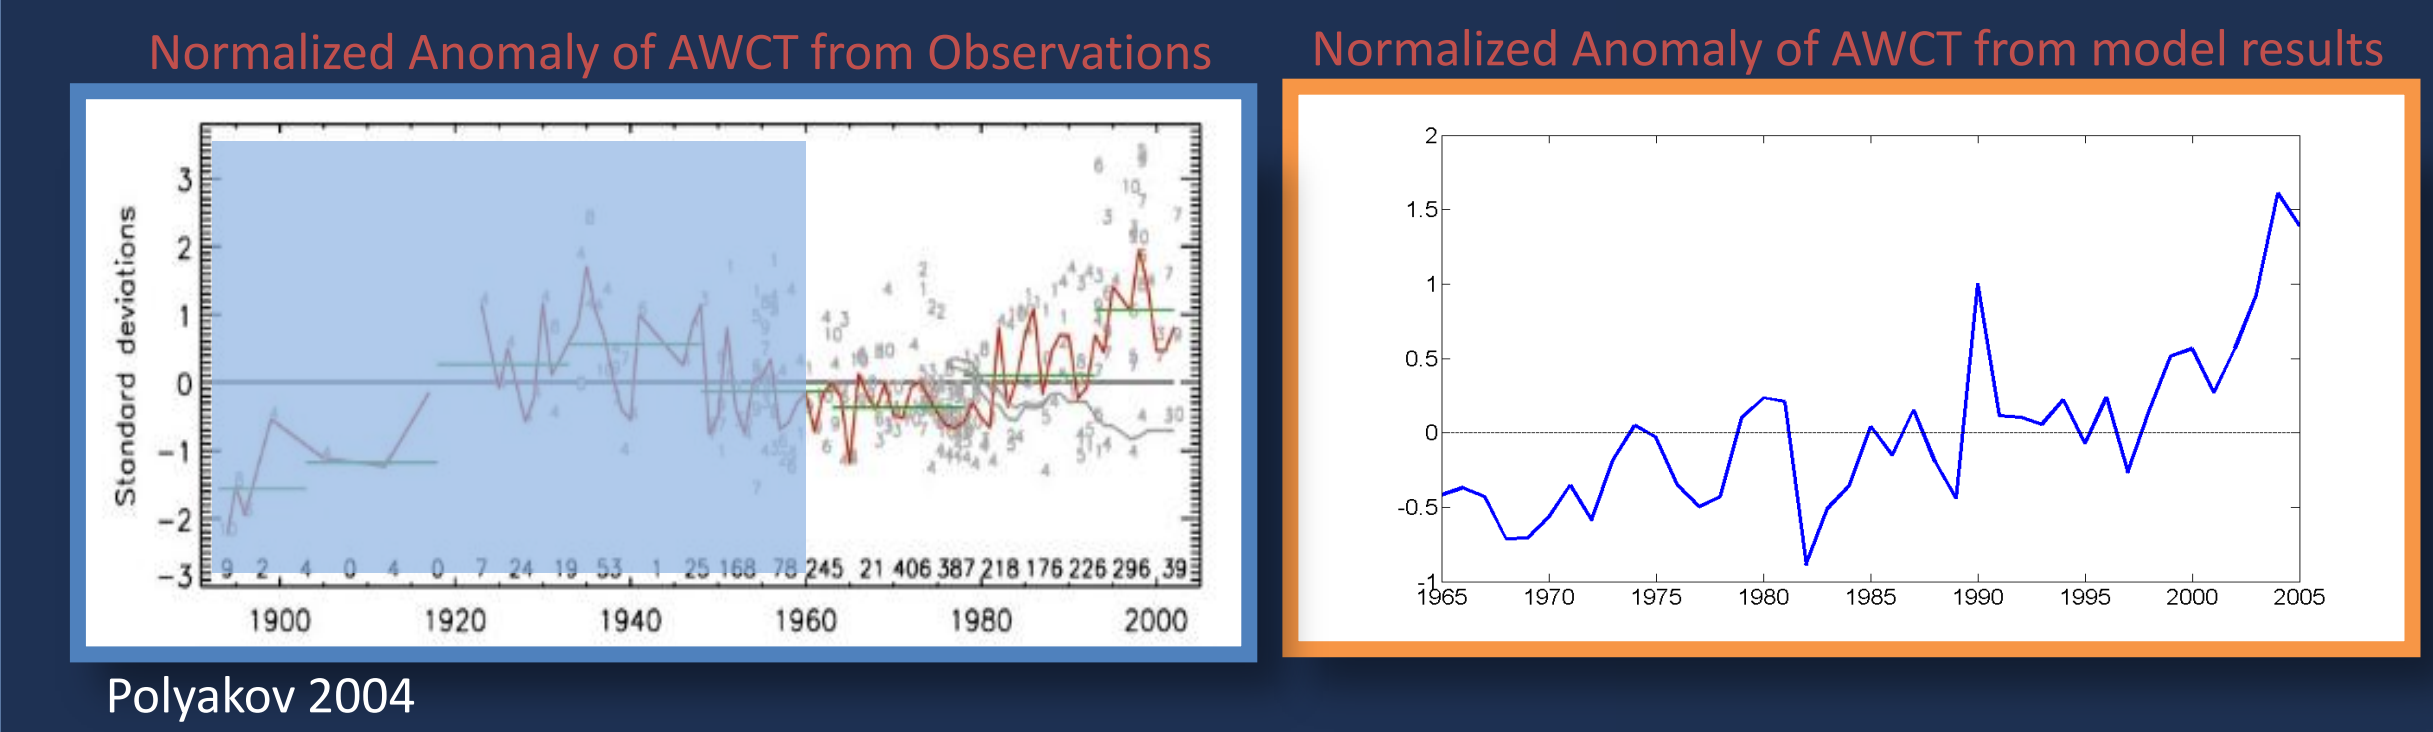 Normalized Anomaly of AWCT from Observations
Normalized Anomaly of AWCT from model results
Standard deviations
3
2
1
0
−1
−2
−3
9 2 4 0 4 0 7 24 19 53 1 25 168 78 245 21 406 387 218 176 226 296 39
1900 1920 1940 1960 1980 2000
2
1.5
1
0.5
0
-0.5
-1
1965 1970 1975 1980 1985 1990 1995 2000 2005
Polyakov 2004